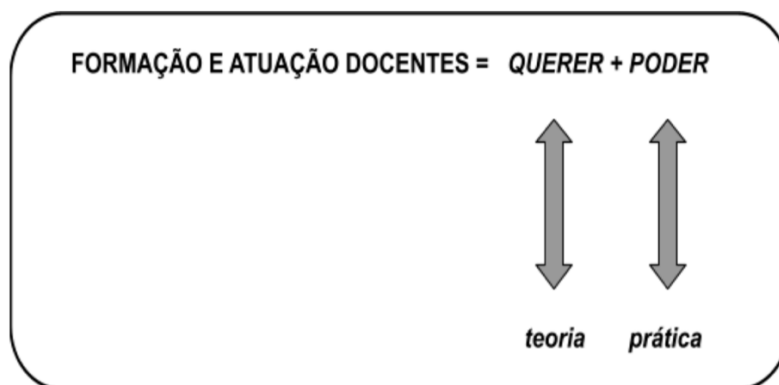 FORMAÇÃO E ATUAÇÃO DOCENTES = QUERER + PODER
teoria prática